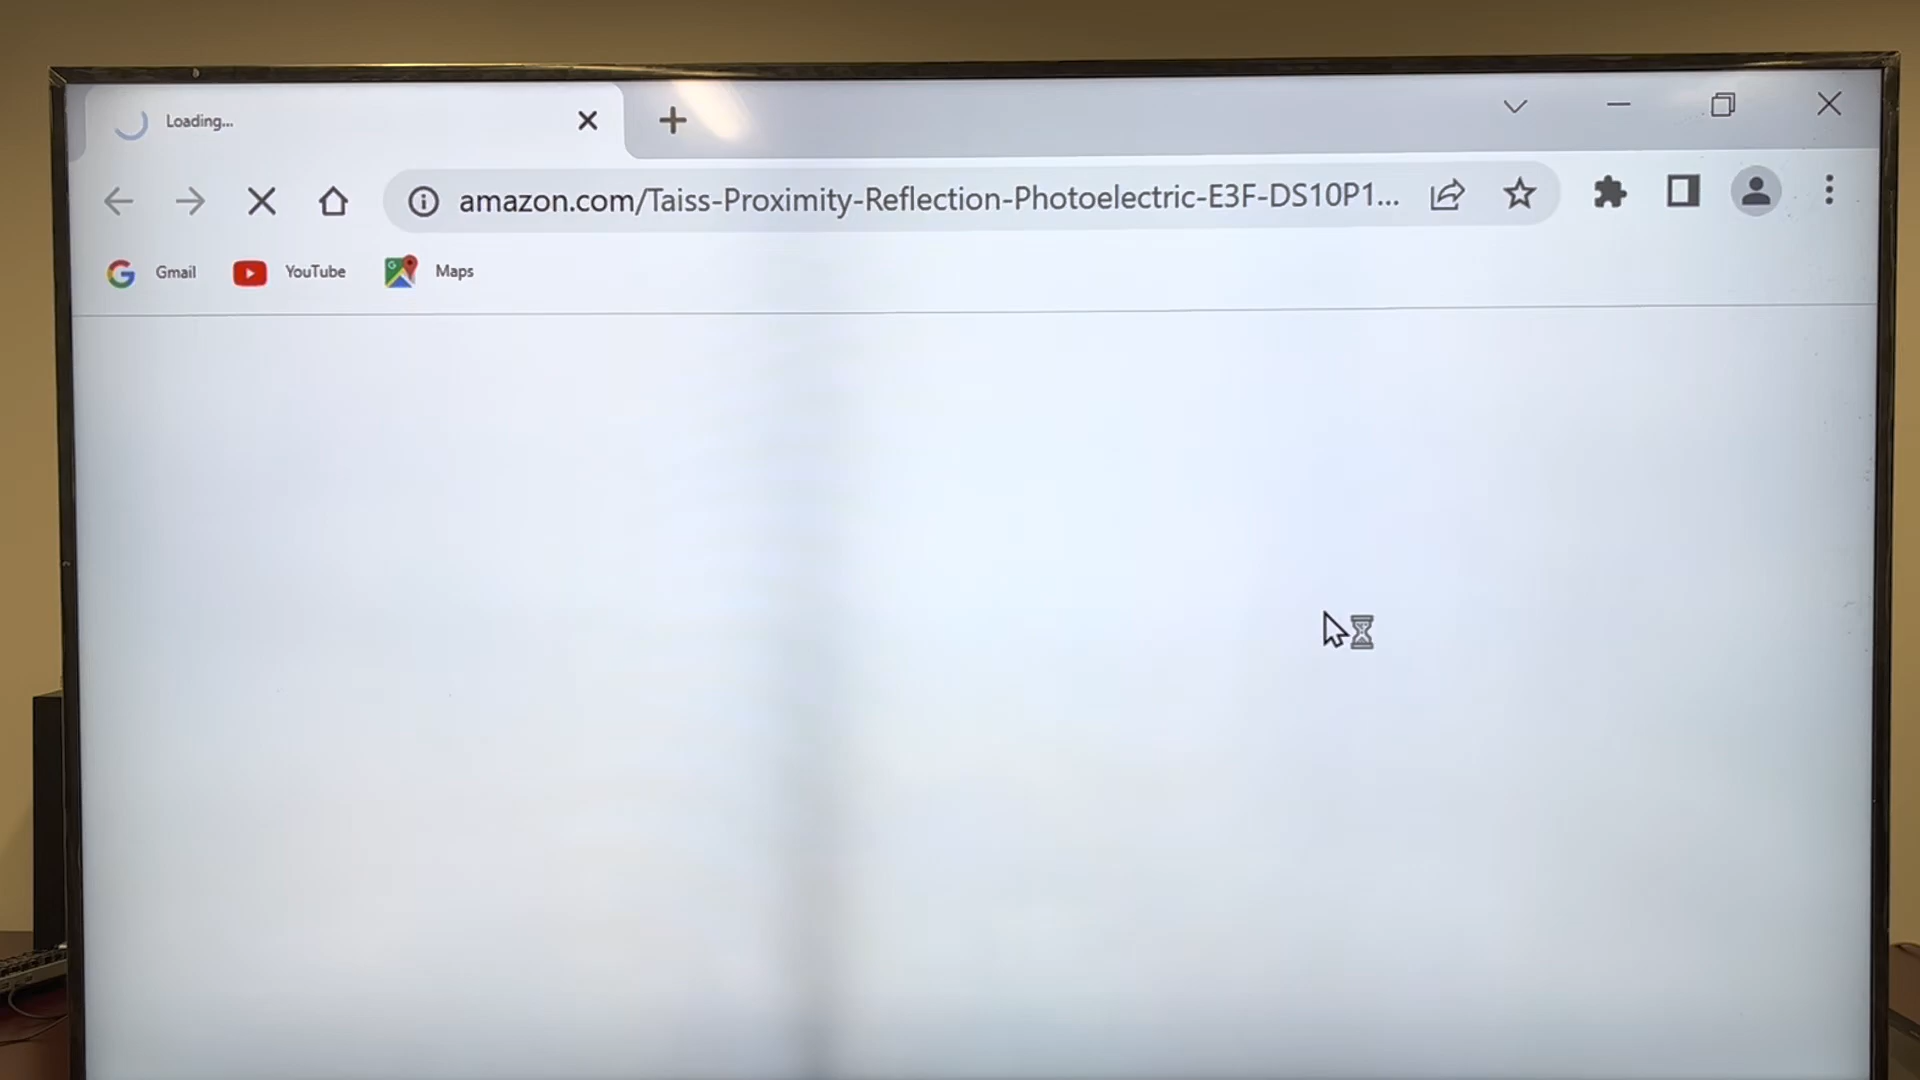 Loading...
amazon.com/Taiss-Proximity-Reflection-Photoelectric-E3F-DS10P1...
Gmail YouTube Maps